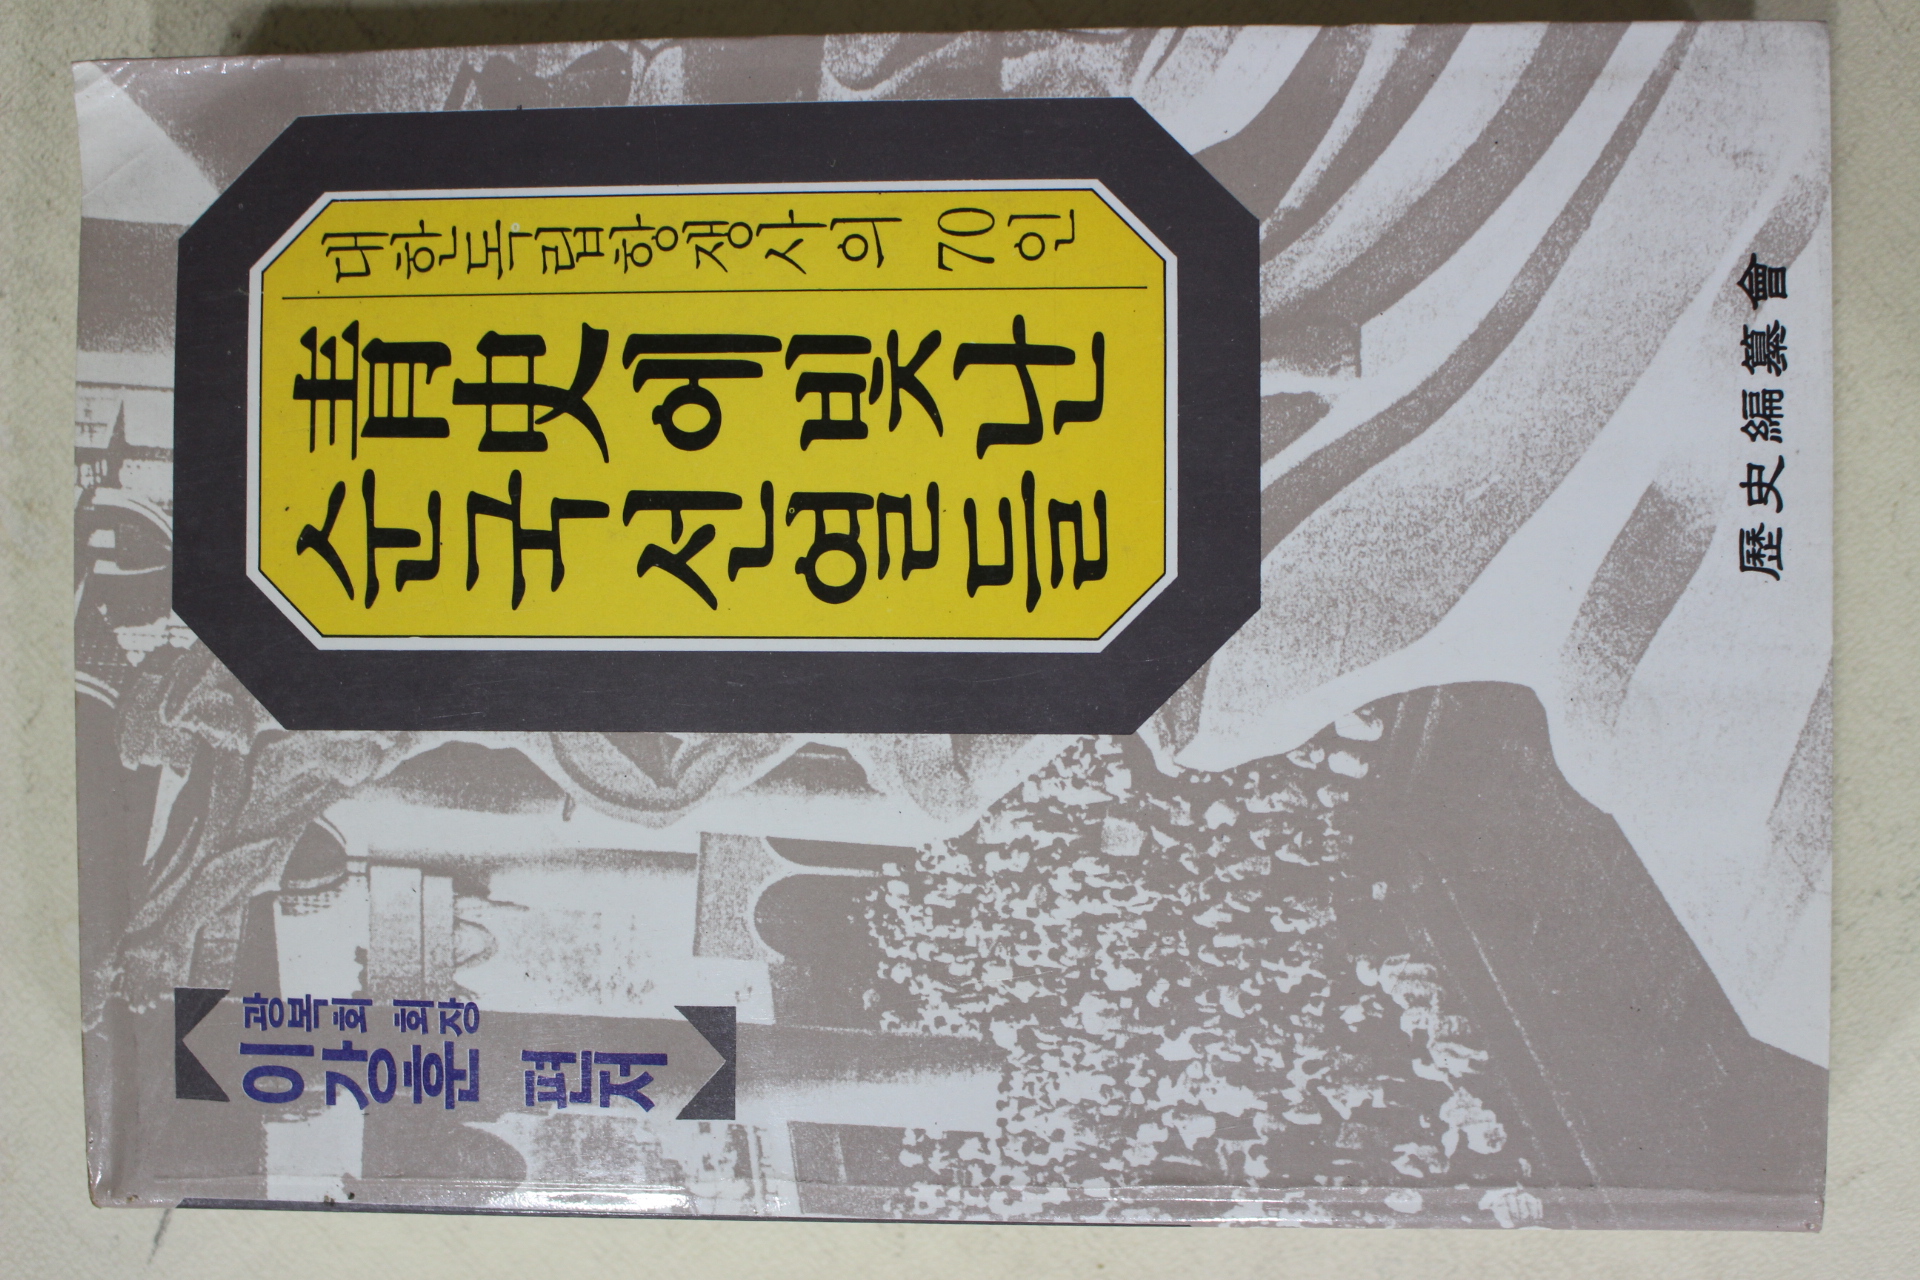 대한독립항쟁사의 70인
靑史에빛난
순국선열들
광복회 회장
이강훈 편저
歷史編纂會